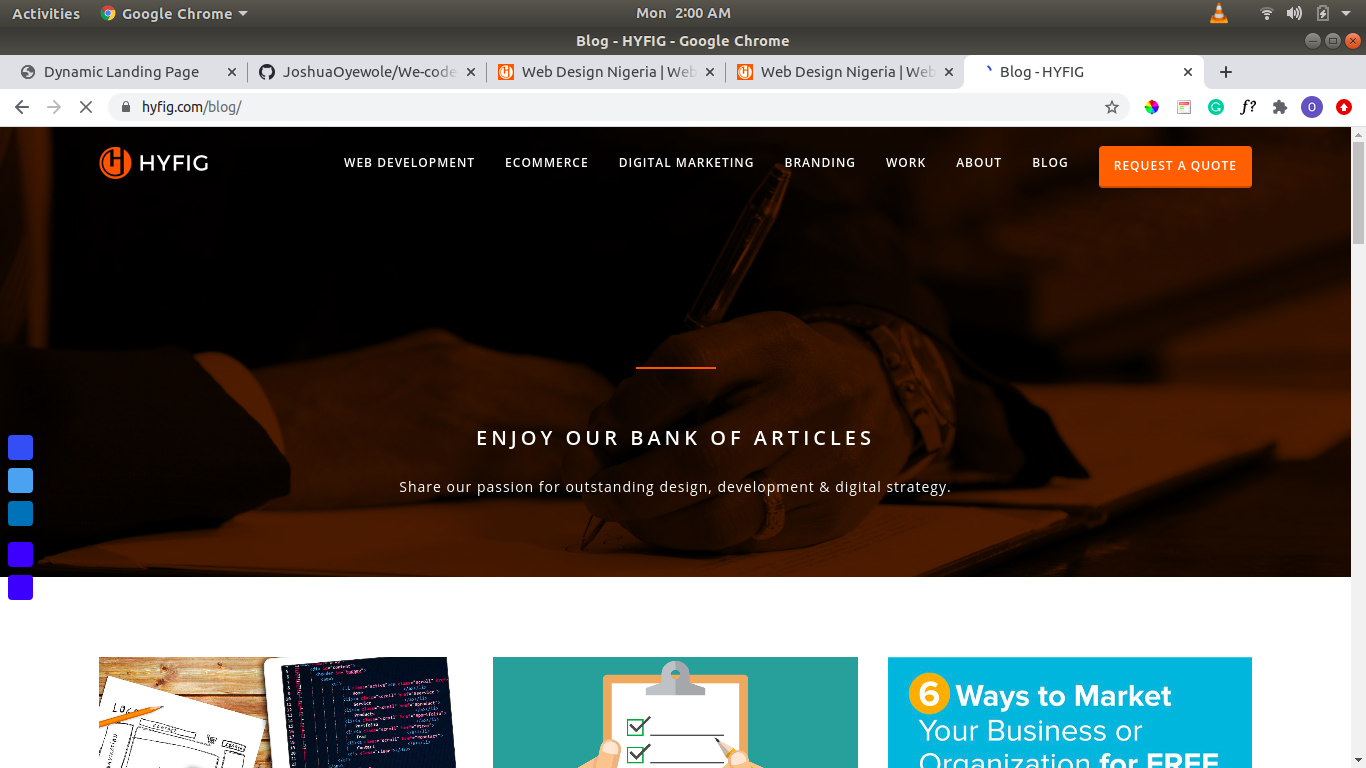 Activities Google Chrome Mon 2:00 AM
Blog - HYFIG - Google Chrome
Dynamic Landing Page JoshuaOyewole/We-code Web Design Nigeria | Web Web Design Nigeria | Web Blog - HYFIG
hyfig.com/blog/ f? O
HYFIG WEB DEVELOPMENT ECOMMERCE DIGITAL MARKETING BRANDING WORK ABOUT BLOG REQUEST A QUOTE
ENJOY OUR BANK OF ARTICLES
Share our passion for outstanding design, development & digital strategy.
6 Ways to Market
Your Business or
Organization for FREE